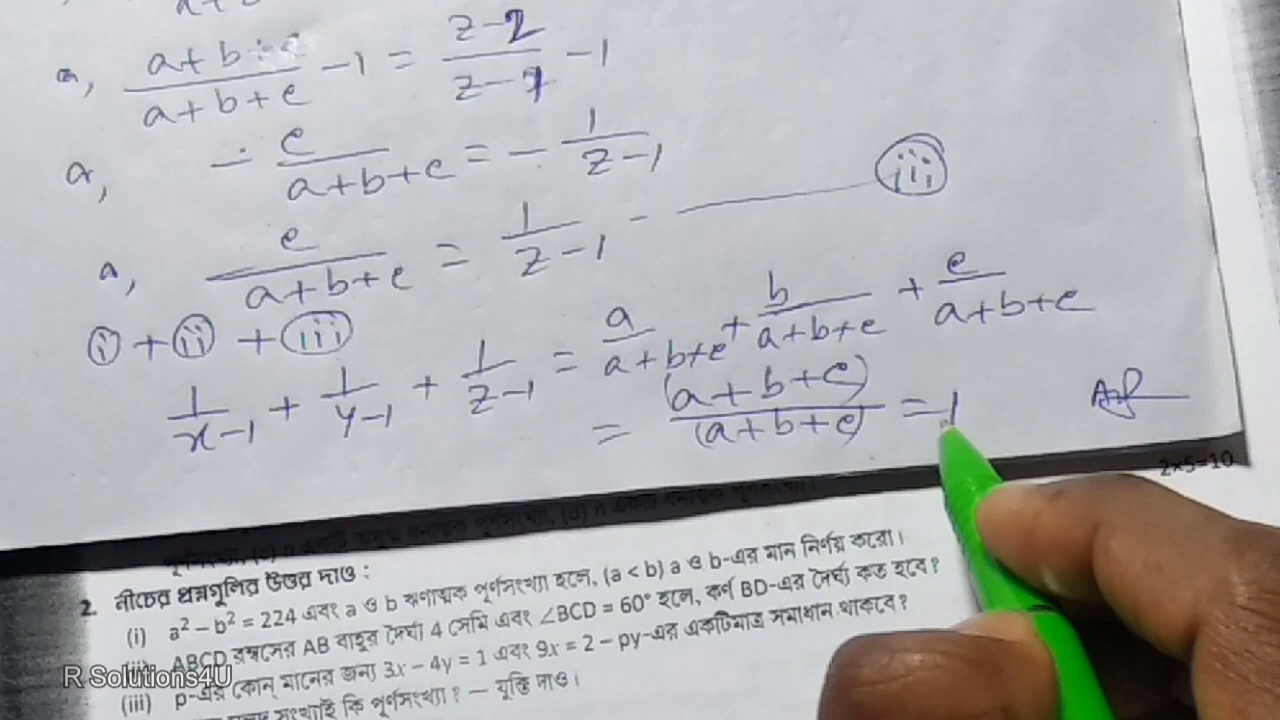 a, (a+b)/(a+b+c) - 1 = (z-2)/(z-1) - 1
a, - c/(a+b+c) = - 1/(z-1)
a, c/(a+b+c) = 1/(z-1) - (iii)
(i) + (ii) + (iii)
1/(x-1) + 1/(y-1) + 1/(z-1) = a/(a+b+c) + b/(a+b+c) + c/(a+b+c)
= (a+b+c)/(a+b+c) = 1
2×5=10
2. নীচের প্রশ্নগুলির উত্তর দাও :
(i) a² – b² = 224 এবং a ও b ঋণাত্মক পূর্ণসংখ্যা হলে, (a < b) a ও b-এর মান নির্ণয় করো।
(ii) ABCD রম্বসের AB বাহুর দৈর্ঘ্য 4 সেমি এবং ∠BCD = 60° হলে, কর্ণ BD-এর দৈর্ঘ্য কত হবে?
(iii) p-এর কোন্ মানের জন্য 3x – 4y = 1 এবং 9x = 2 – py-এর একটিমাত্র সমাধান থাকবে?
সংখ্যাই কি পূর্ণসংখ্যা? — যুক্তি দাও।
R Solutions4U